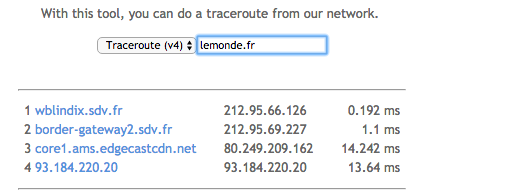 With this tool, you can do a traceroute from our network.
Traceroute (v4) lemonde.fr
1 wblindix.sdv.fr 212.95.66.126 0.192 ms
2 border-gateway2.sdv.fr 212.95.69.227 1.1 ms
3 core1.ams.edgecastcdn.net 80.249.209.162 14.242 ms
4 93.184.220.20 93.184.220.20 13.64 ms